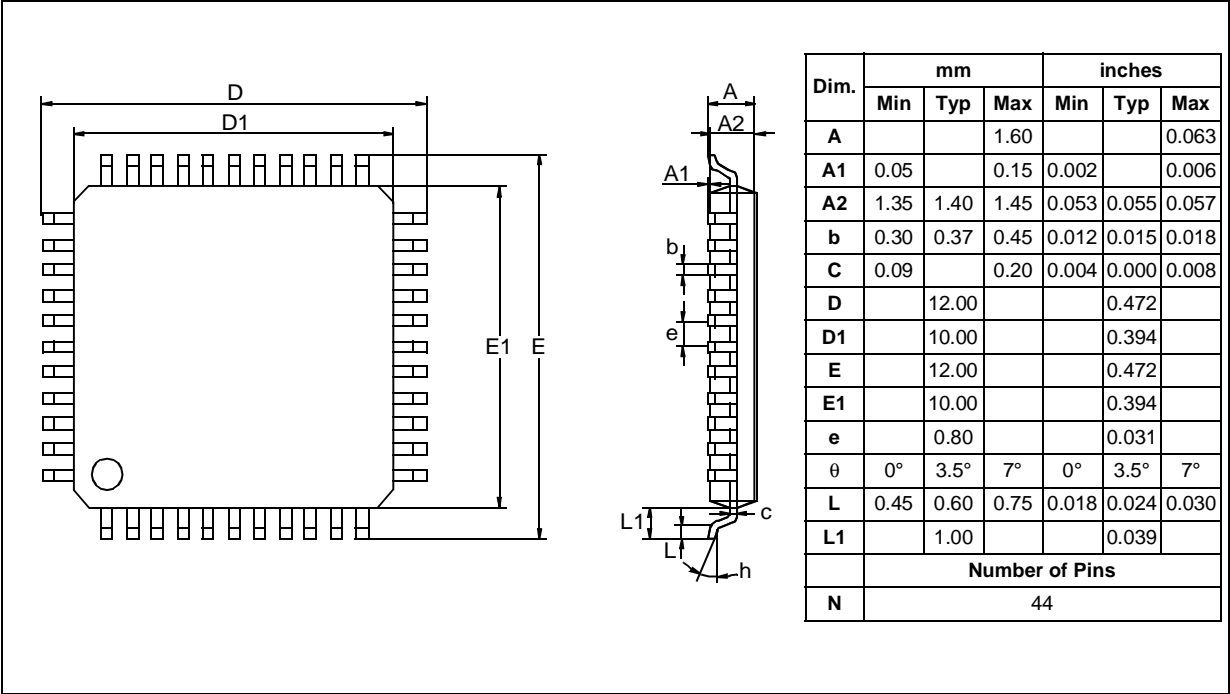 D
D1
E1
E
A
A2
A1
b
e
L1
L
c
h
Dim. mm inches
Min Typ Max Min Typ Max
A 1.60 0.063
A1 0.05 0.15 0.002 0.006
A2 1.35 1.40 1.45 0.053 0.055 0.057
b 0.30 0.37 0.45 0.012 0.015 0.018
C 0.09 0.20 0.004 0.000 0.008
D 12.00 0.472
D1 10.00 0.394
E 12.00 0.472
E1 10.00 0.394
e 0.80 0.031
θ 0° 3.5° 7° 0° 3.5° 7°
L 0.45 0.60 0.75 0.018 0.024 0.030
L1 1.00 0.039
Number of Pins
N 44